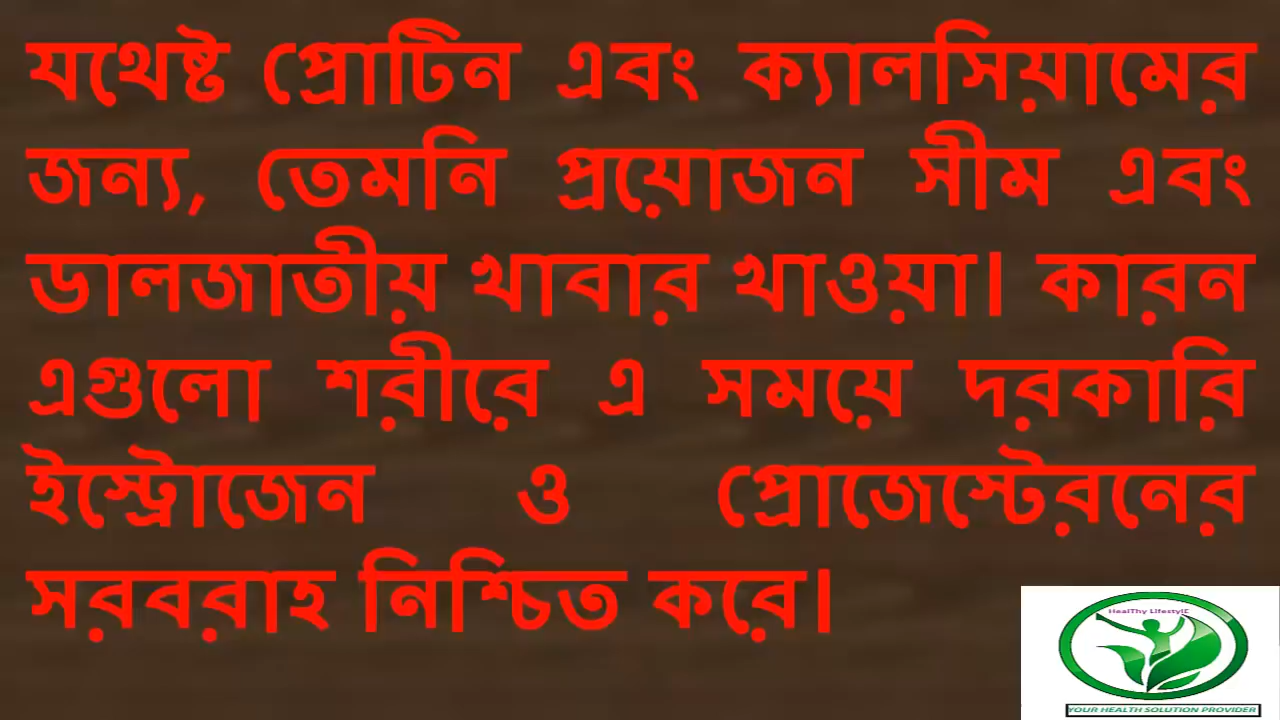 যথেষ্ট প্রোটিন এবং ক্যালসিয়ামের
জন্য, তেমনি প্রয়োজন সীম এবং
ডালজাতীয় খাবার খাওয়া। কারন
এগুলো শরীরে এ সময়ে দরকারি
ইস্ট্রোজেন ও প্রোজেস্টেরনের
সরবরাহ নিশ্চিত করে।
HealThy LifestylE
YOUR HEALTH SOLUTION PROVIDER